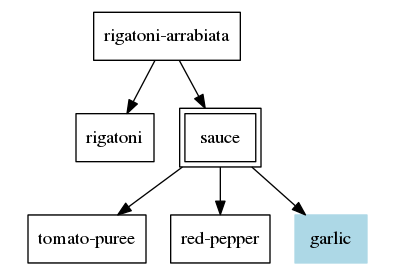 rigatoni-arrabiata
rigatoni
sauce
tomato-puree
red-pepper
garlic